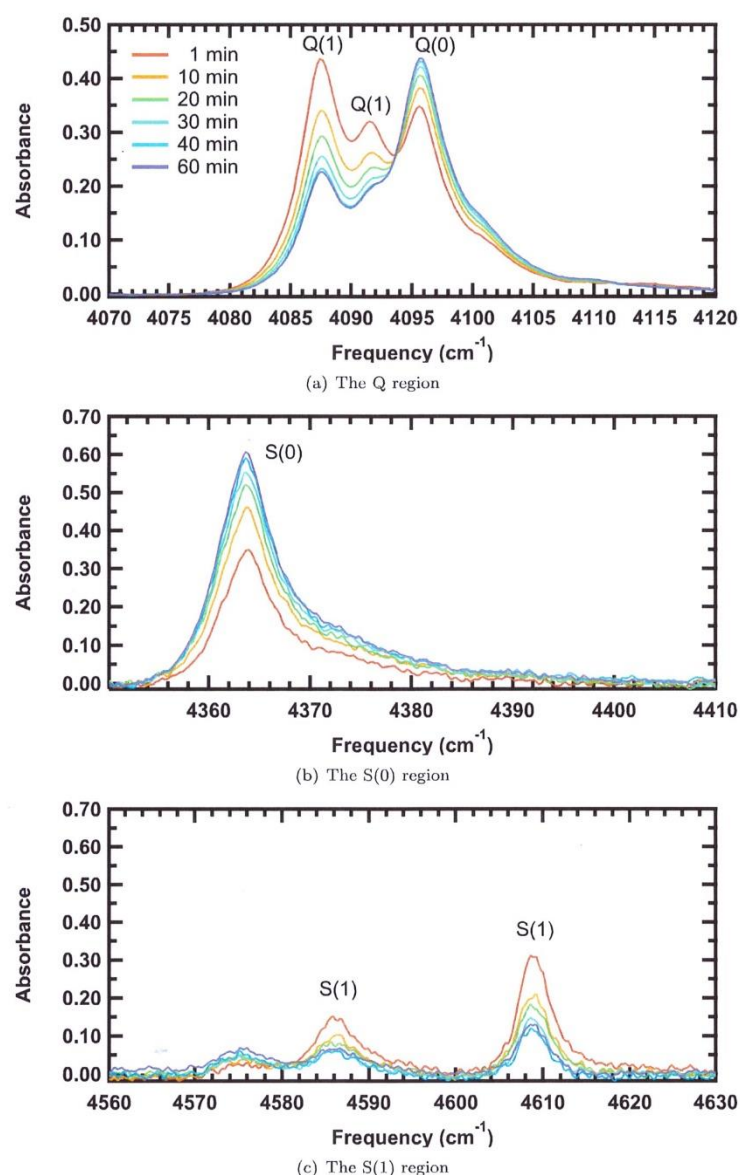 0.50
0.40
0.30
0.20
0.10
0.00
Absorbance
1 min
10 min
20 min
30 min
40 min
60 min
Q(1)
Q(1)
Q(0)
4070 4075 4080 4085 4090 4095 4100 4105 4110 4115 4120
Frequency (cm-1)
(a) The Q region
0.70
0.60
0.50
0.40
0.30
0.20
0.10
0.00
Absorbance
S(0)
4360 4370 4380 4390 4400 4410
Frequency (cm-1)
(b) The S(0) region
0.70
0.60
0.50
0.40
0.30
0.20
0.10
0.00
Absorbance
S(1)
S(1)
4560 4570 4580 4590 4600 4610 4620 4630
Frequency (cm-1)
(c) The S(1) region